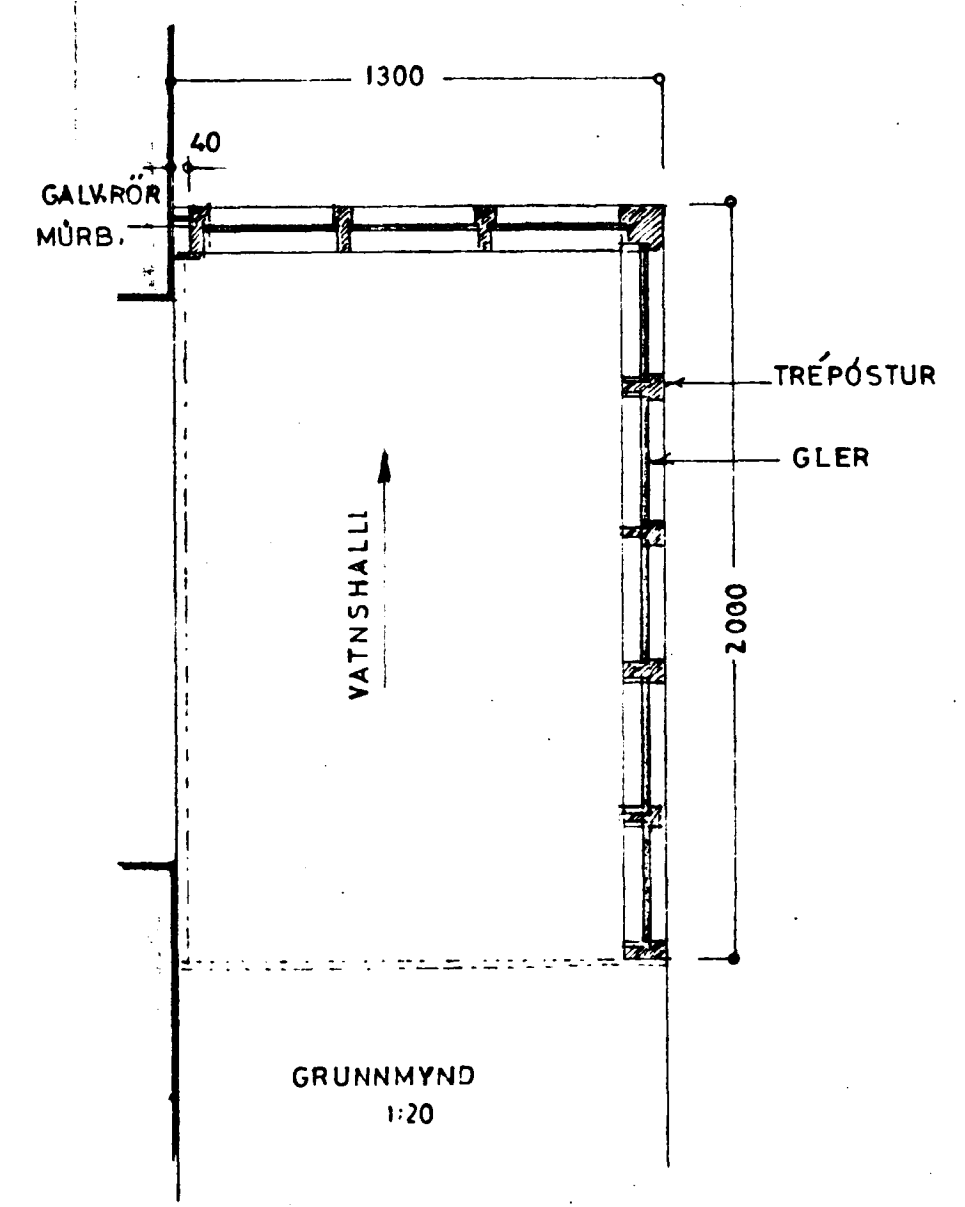 1300
40
GALV.RÖR
MÚRB.
TRÉPÓSTUR
GLER
VATNSHALLI
2000
GRUNNMYND
1:20